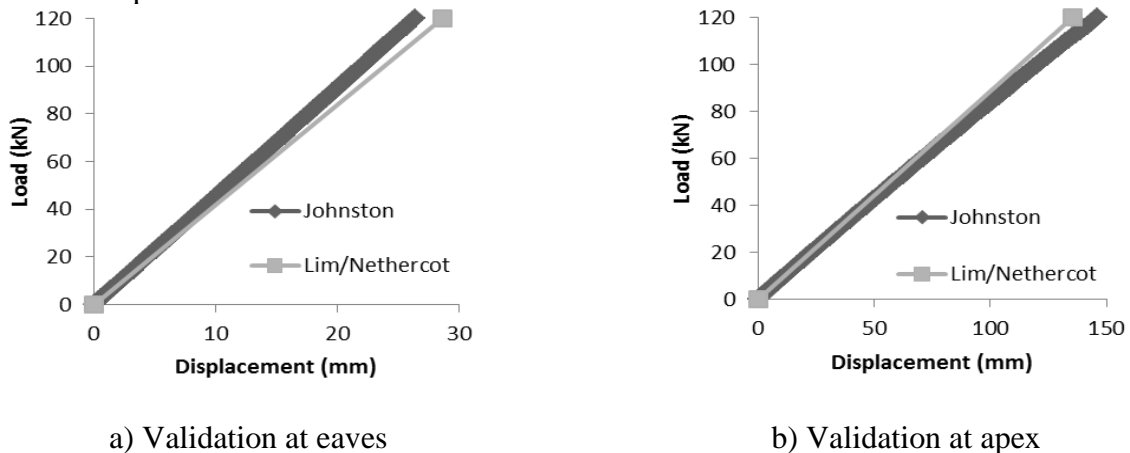 120
100
80
60
40
20
0
Load (kN)
Johnston
Lim/Nethercot
0 10 20 30
Displacement (mm)
a) Validation at eaves
120
100
80
60
40
20
0
Load (kN)
Johnston
Lim/Nethercot
0 50 100 150
Displacement (mm)
b) Validation at apex